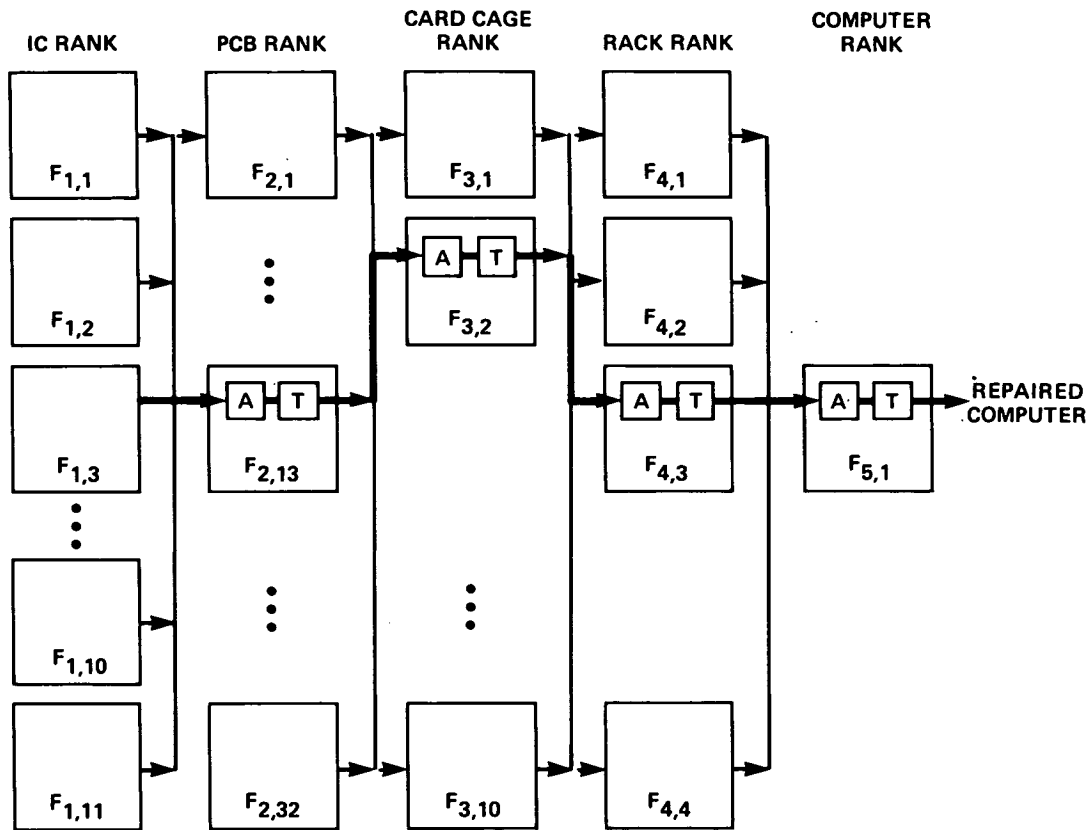 IC RANK
PCB RANK
CARD CAGE
RANK
RACK RANK
COMPUTER
RANK
F1,1
F2,1
F3,1
F4,1
F1,2
A T
F3,2
F4,2
F1,3
A T
F2,13
A T
F4,3
A T
F5,1
REPAIRED
COMPUTER
F1,10
F1,11
F2,32
F3,10
F4,4